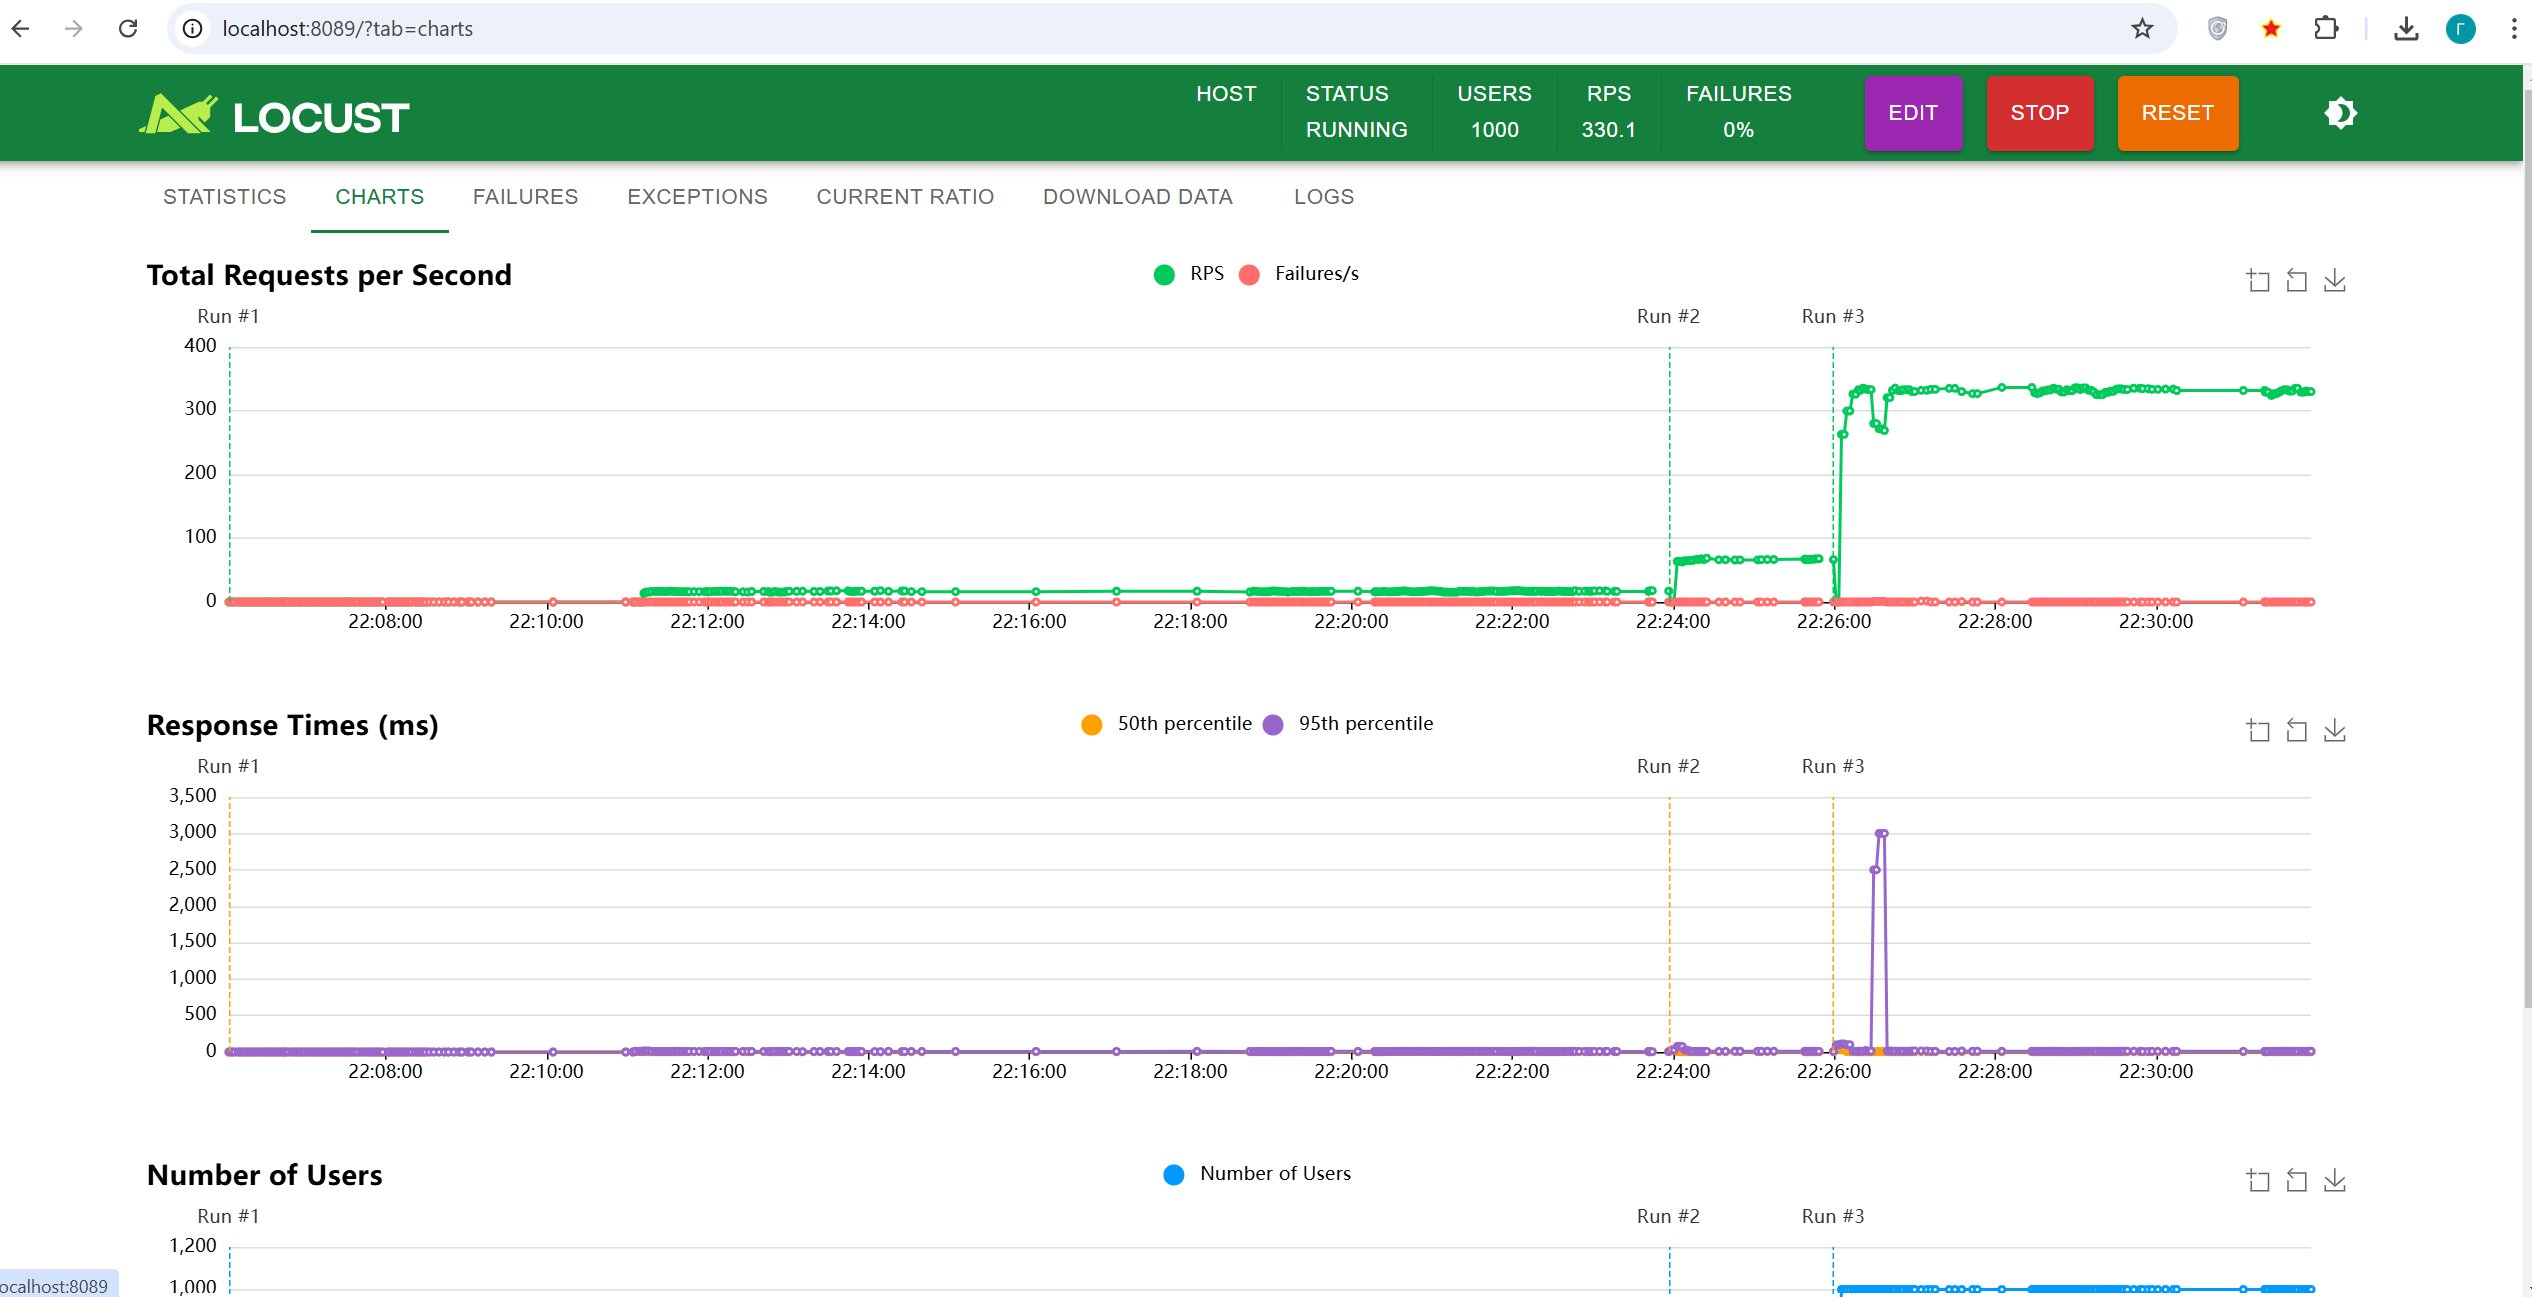 localhost:8089/?tab=charts
Г
LOCUST
HOST
STATUS
RUNNING
USERS
1000
RPS
330.1
FAILURES
0%
EDIT
STOP
RESET
STATISTICS
CHARTS
FAILURES
EXCEPTIONS
CURRENT RATIO
DOWNLOAD DATA
LOGS
Total Requests per Second
RPS
Failures/s
Run #1
Run #2
Run #3
400
300
200
100
0
22:08:00
22:10:00
22:12:00
22:14:00
22:16:00
22:18:00
22:20:00
22:22:00
22:24:00
22:26:00
22:28:00
22:30:00
Response Times (ms)
50th percentile
95th percentile
Run #1
Run #2
Run #3
3,500
3,000
2,500
2,000
1,500
1,000
500
0
22:08:00
22:10:00
22:12:00
22:14:00
22:16:00
22:18:00
22:20:00
22:22:00
22:24:00
22:26:00
22:28:00
22:30:00
Number of Users
Number of Users
Run #1
Run #2
Run #3
1,200
1,000
ocalhost:8089